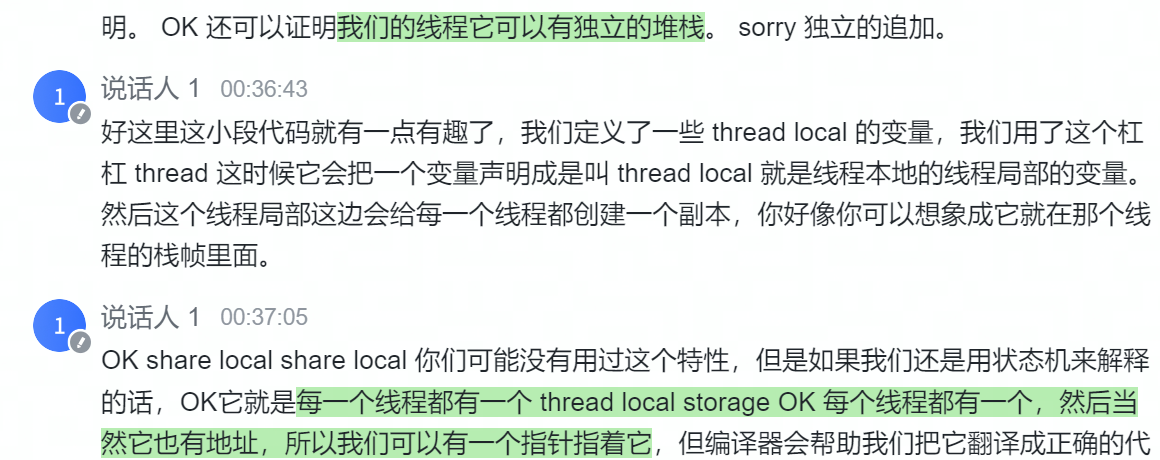 明。 OK 还可以证明我们的线程它可以有独立的堆栈。 sorry 独立的追加。
1 说话人 1 00:36:43
好这里这小段代码就有一点有趣了，我们定义了一些 thread local 的变量，我们用了这个杠
杠 thread 这时候它会把一个变量声明成是叫 thread local 就是线程本地的线程局部的变量。
然后这个线程局部这边会给每一个线程都创建一个副本，你好像你可以想象成它就在那个线
程的栈帧里面。
1 说话人 1 00:37:05
OK share local share local 你们可能没有用过这个特性，但是如果我们还是用状态机来解释
的话，OK它就是每一个线程都有一个 thread local storage OK 每个线程都有一个，然后当
然它也有地址，所以我们可以有一个指针指着它，但编译器会帮助我们把它翻译成正确的代